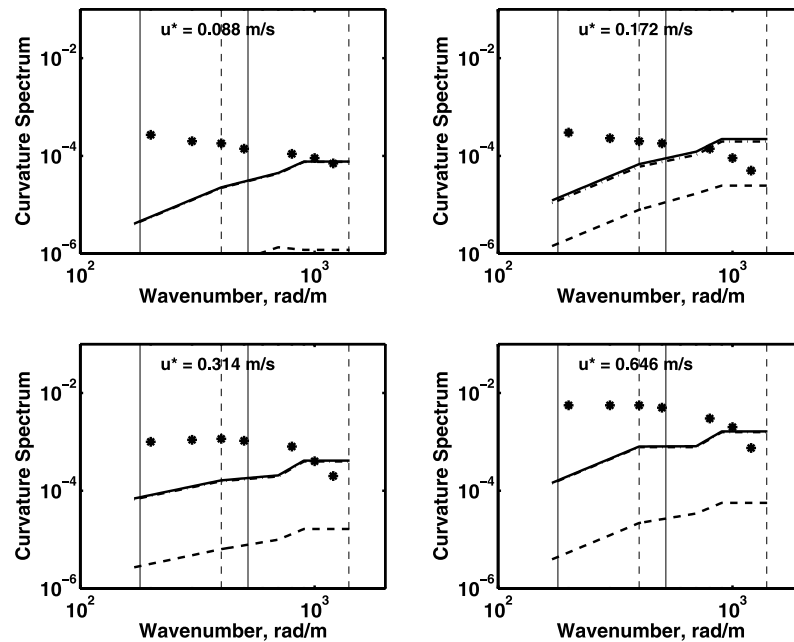 u* = 0.088 m/s
10^-2
10^-4
10^-6
Curvature Spectrum
10^2
10^3
Wavenumber, rad/m
u* = 0.172 m/s
10^-2
10^-4
10^-6
Curvature Spectrum
10^2
10^3
Wavenumber, rad/m
u* = 0.314 m/s
10^-2
10^-4
10^-6
Curvature Spectrum
10^2
10^3
Wavenumber, rad/m
u* = 0.646 m/s
10^-2
10^-4
10^-6
Curvature Spectrum
10^2
10^3
Wavenumber, rad/m